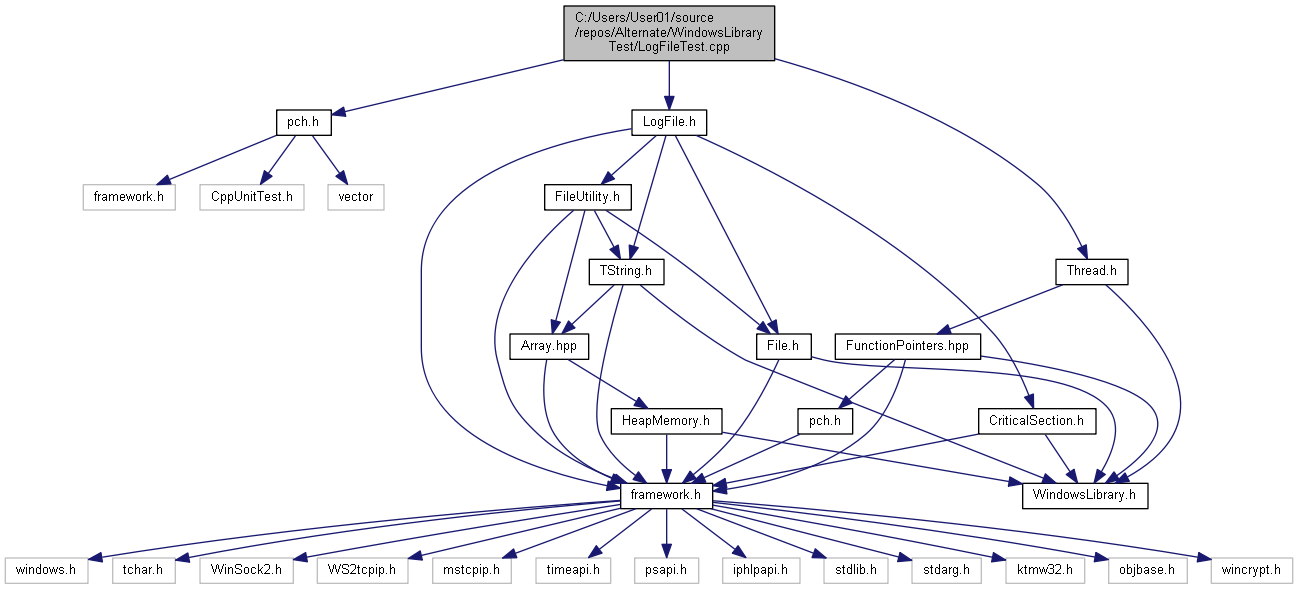 C:/Users/User01/source
/repos/Alternate/WindowsLibrary
Test/LogFileTest.cpp
pch.h
LogFile.h
framework.h
CppUnitTest.h
vector
FileUtility.h
TString.h
Thread.h
Array.hpp
File.h
FunctionPointers.hpp
HeapMemory.h
pch.h
CriticalSection.h
framework.h
WindowsLibrary.h
windows.h
tchar.h
WinSock2.h
WS2tcpip.h
mstcpip.h
timeapi.h
psapi.h
iphlpapi.h
stdlib.h
stdarg.h
ktmw32.h
objbase.h
wincrypt.h